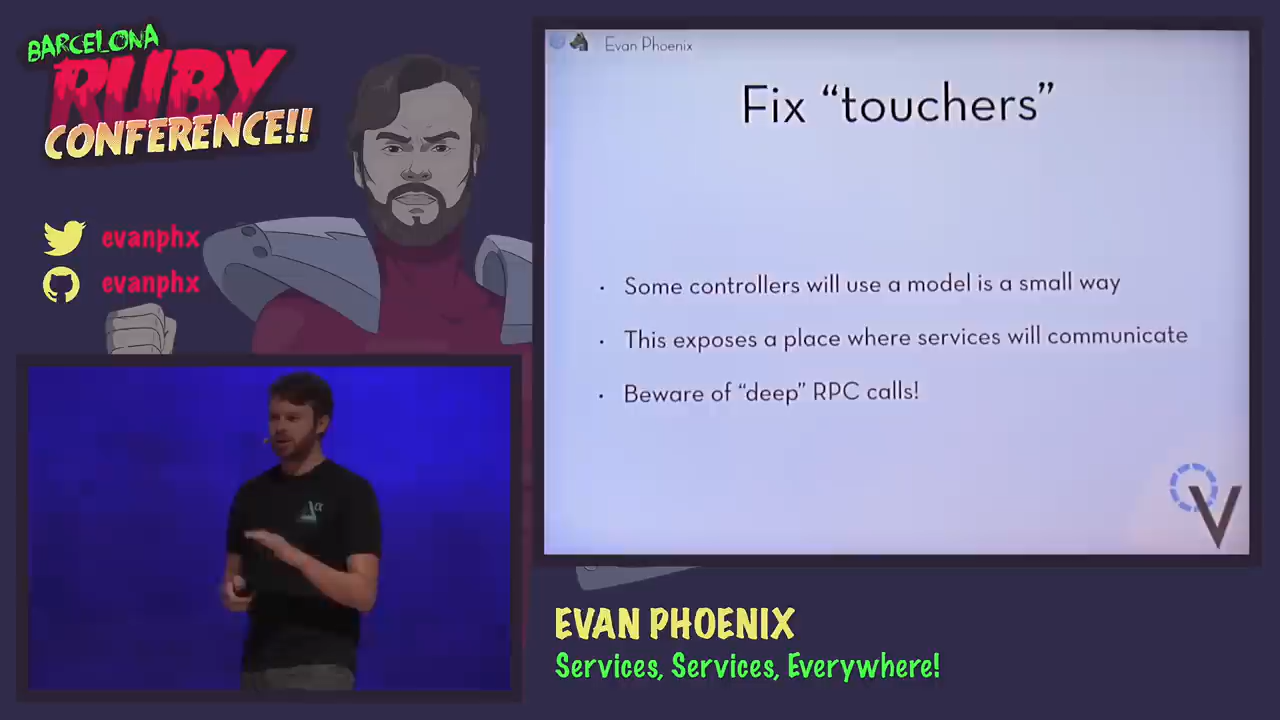 BARCELONA
RUBY
CONFERENCE!!
evanphx
evanphx
Evan Phoenix
Fix “touchers”
• Some controllers will use a model is a small way
• This exposes a place where services will communicate
• Beware of “deep” RPC calls!
V
EVAN PHOENIX
Services, Services, Everywhere!